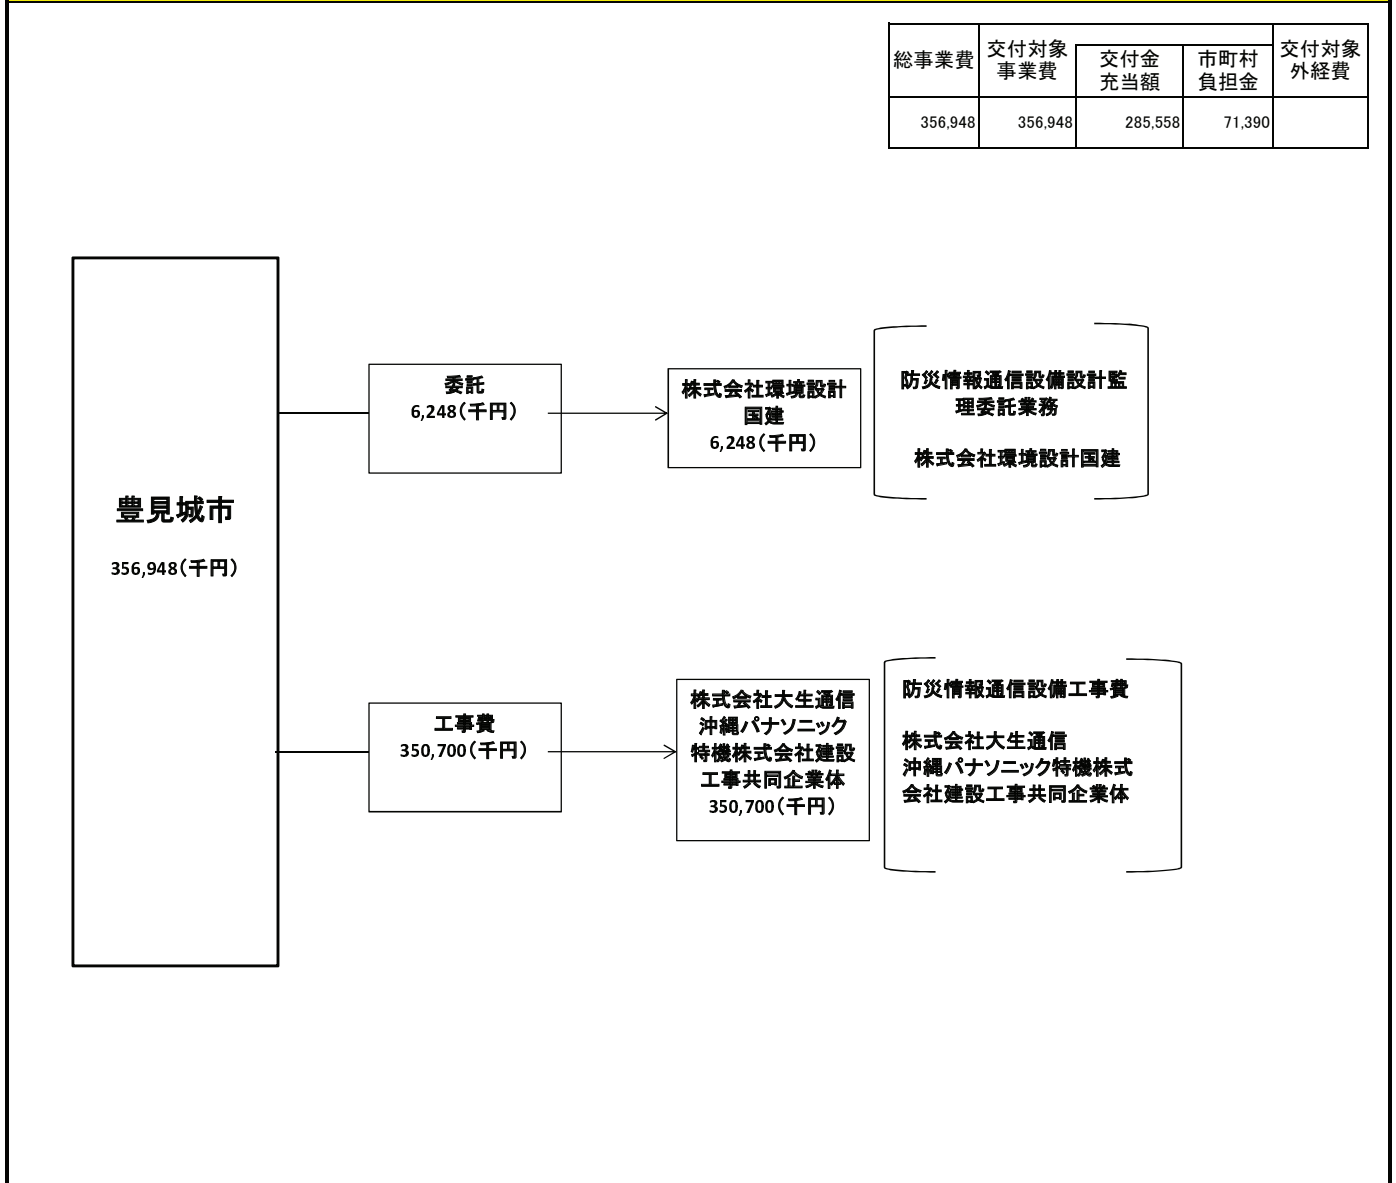 総事業費
交付対象
事業費
交付金
充当額
市町村
負担金
交付対象
外経費
356,948
356,948
285,558
71,390
豊見城市
356,948(千円)
委託
6,248(千円)
株式会社環境設計
国建
6,248(千円)
防災情報通信設備設計監
理委託業務
株式会社環境設計国建
工事費
350,700(千円)
株式会社大生通信
沖縄パナソニック
特機株式会社建設
工事共同企業体
350,700(千円)
防災情報通信設備工事費
株式会社大生通信
沖縄パナソニック特機株式
会社建設工事共同企業体